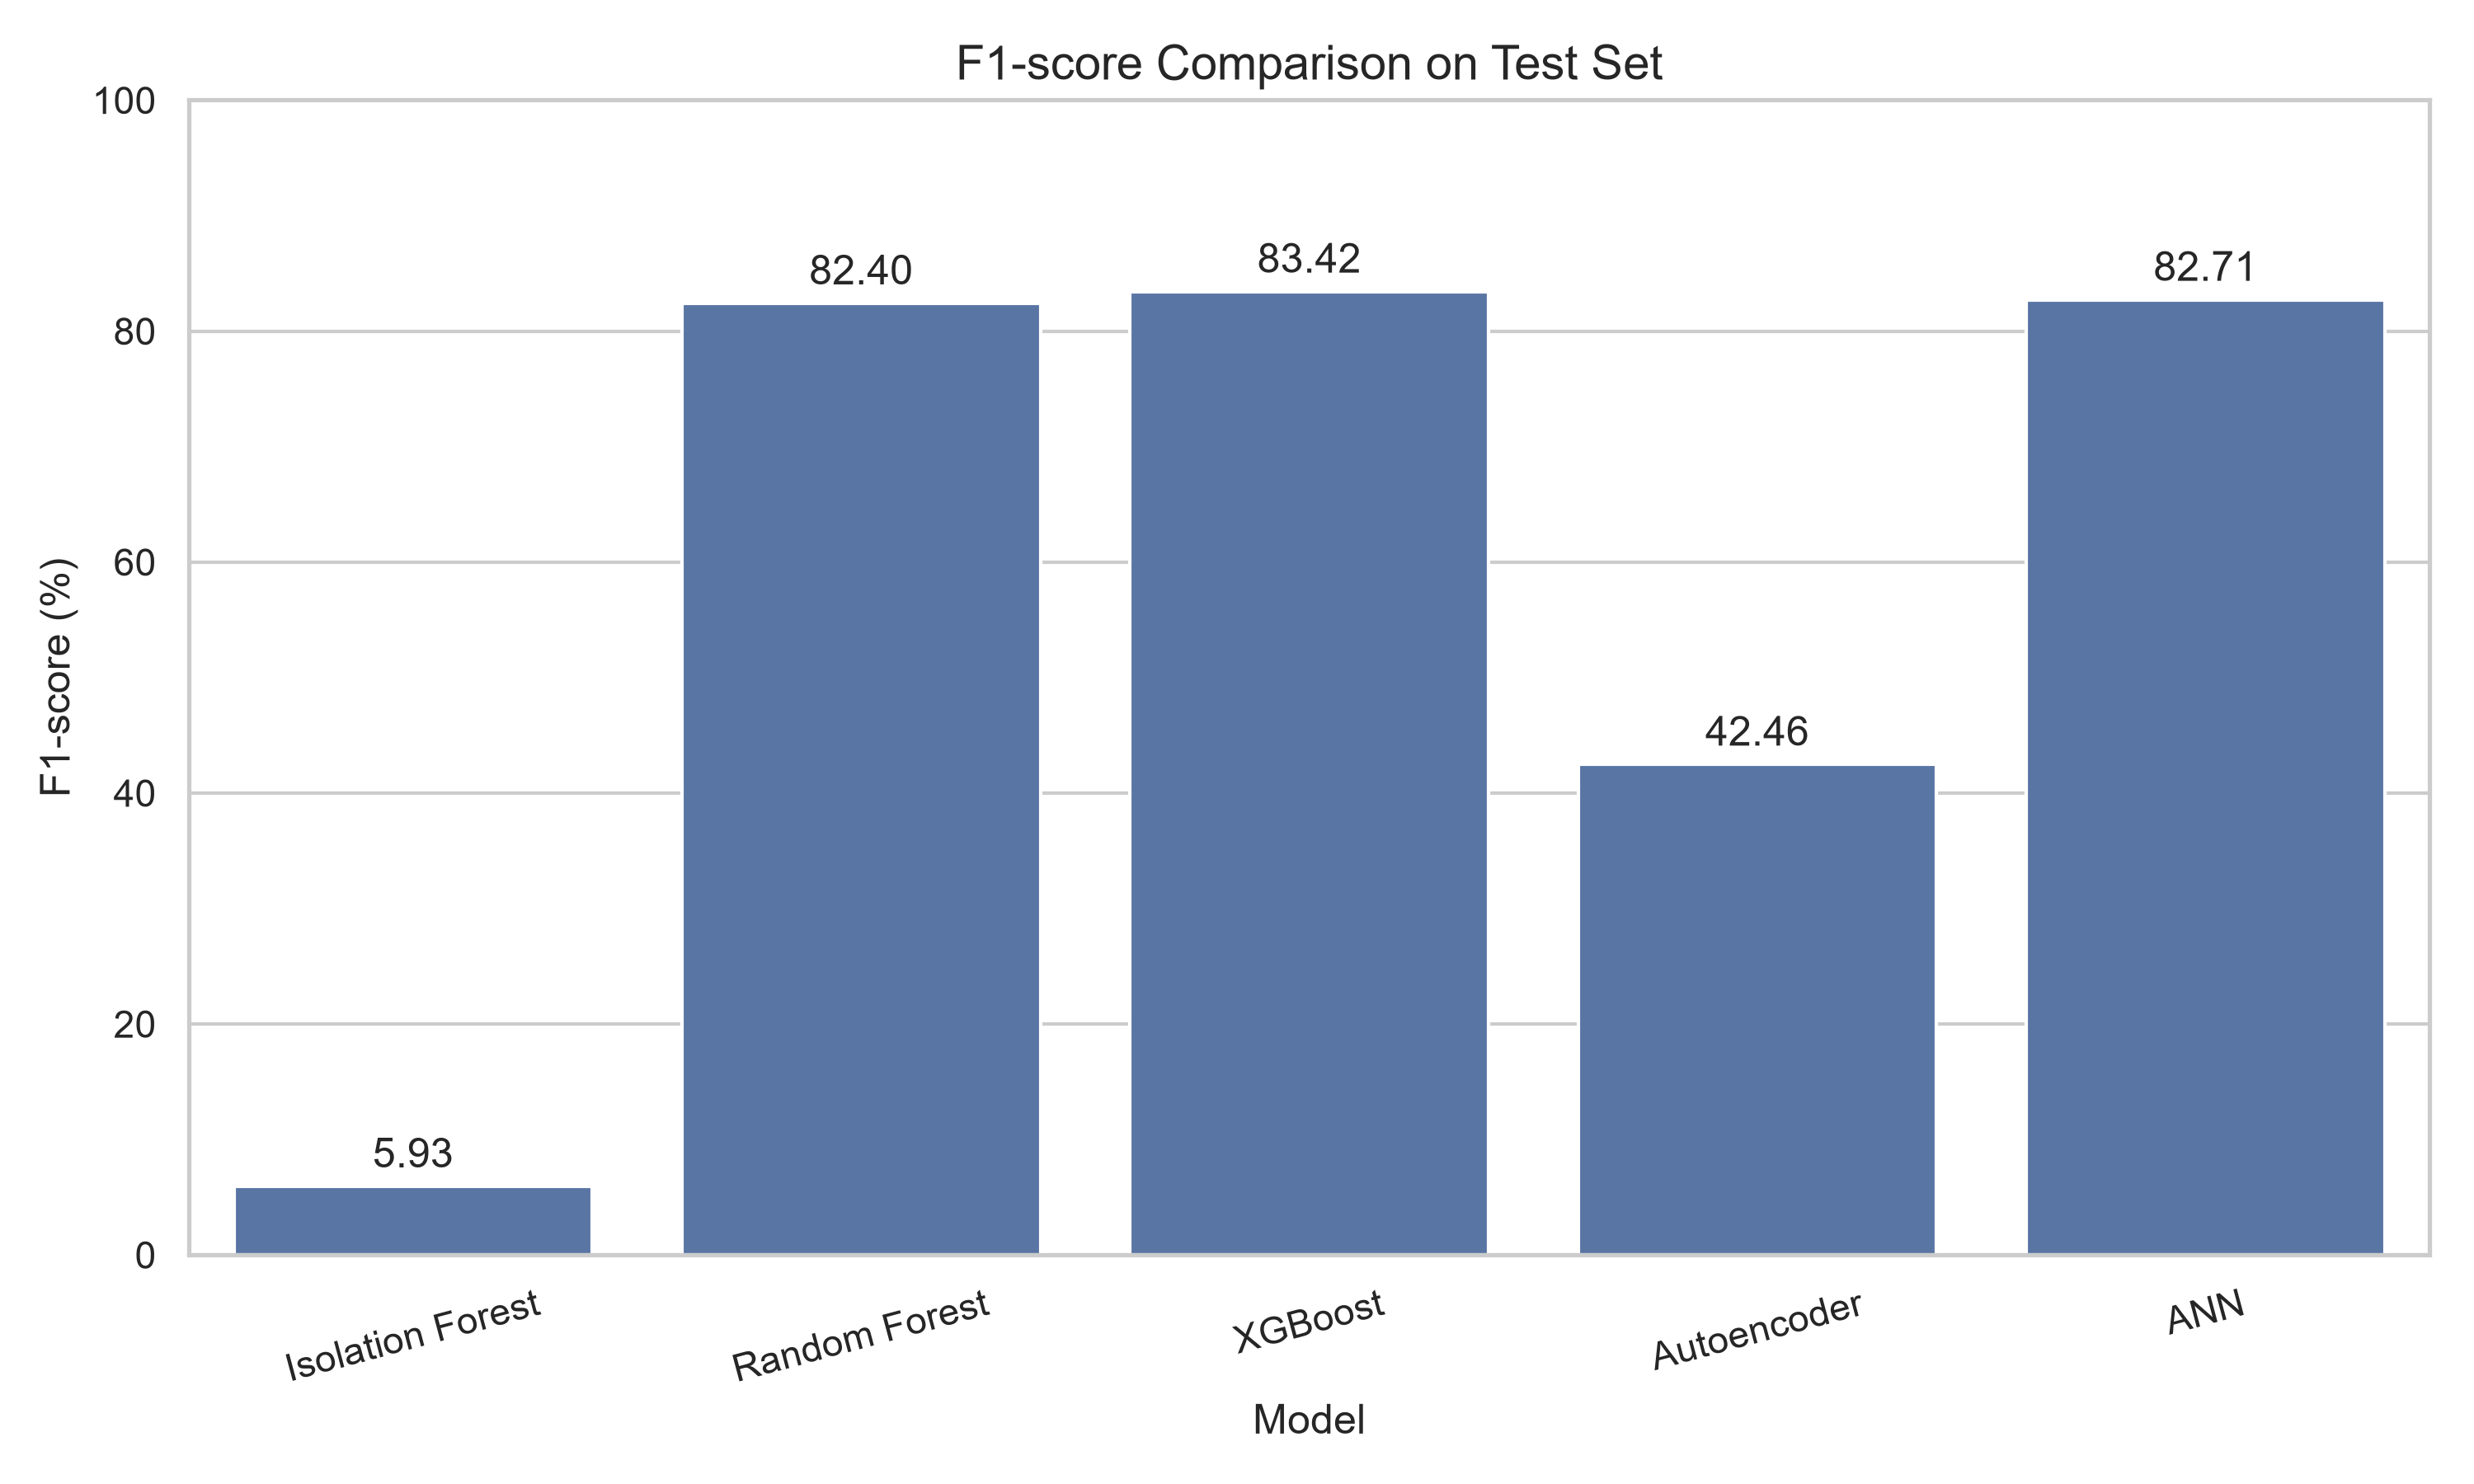 F1-score Comparison on Test Set
100
80
60
40
20
0
F1-score (%)
5.93
82.40
83.42
42.46
82.71
Isolation Forest
Random Forest
XGBoost
Autoencoder
ANN
Model